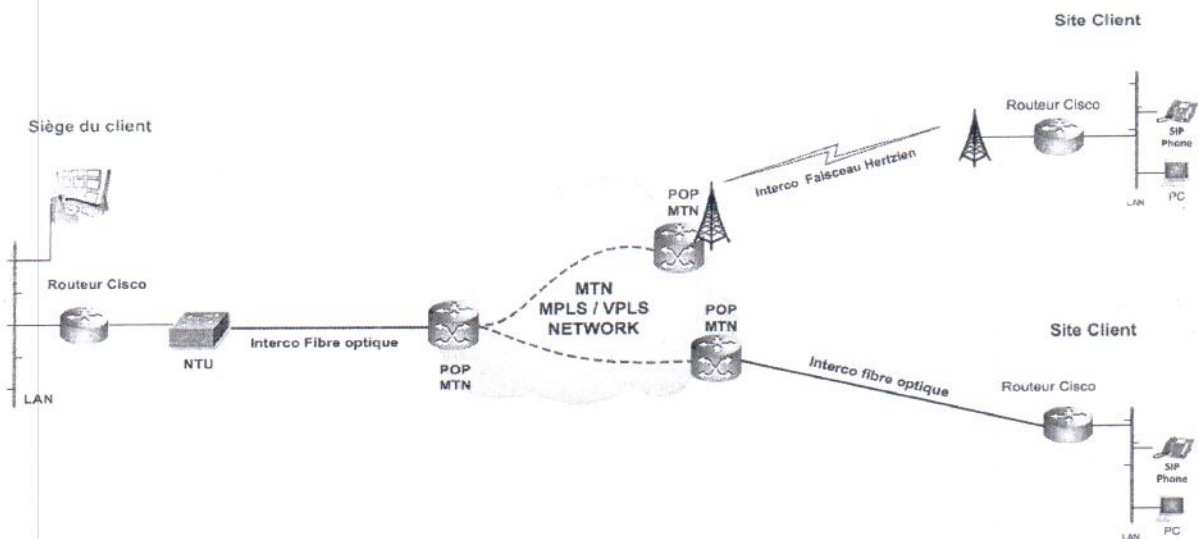 Siège du client
LAN
Routeur Cisco
NTU
Interco Fibre optique
POP
MTN
MTN
MPLS / VPLS
NETWORK
POP
MTN
Interco Faisceau Hertzien
Site Client
Routeur Cisco
SIP
Phone
PC
LAN
POP
MTN
Interco fibre optique
Site Client
Routeur Cisco
SIP
Phone
PC
LAN